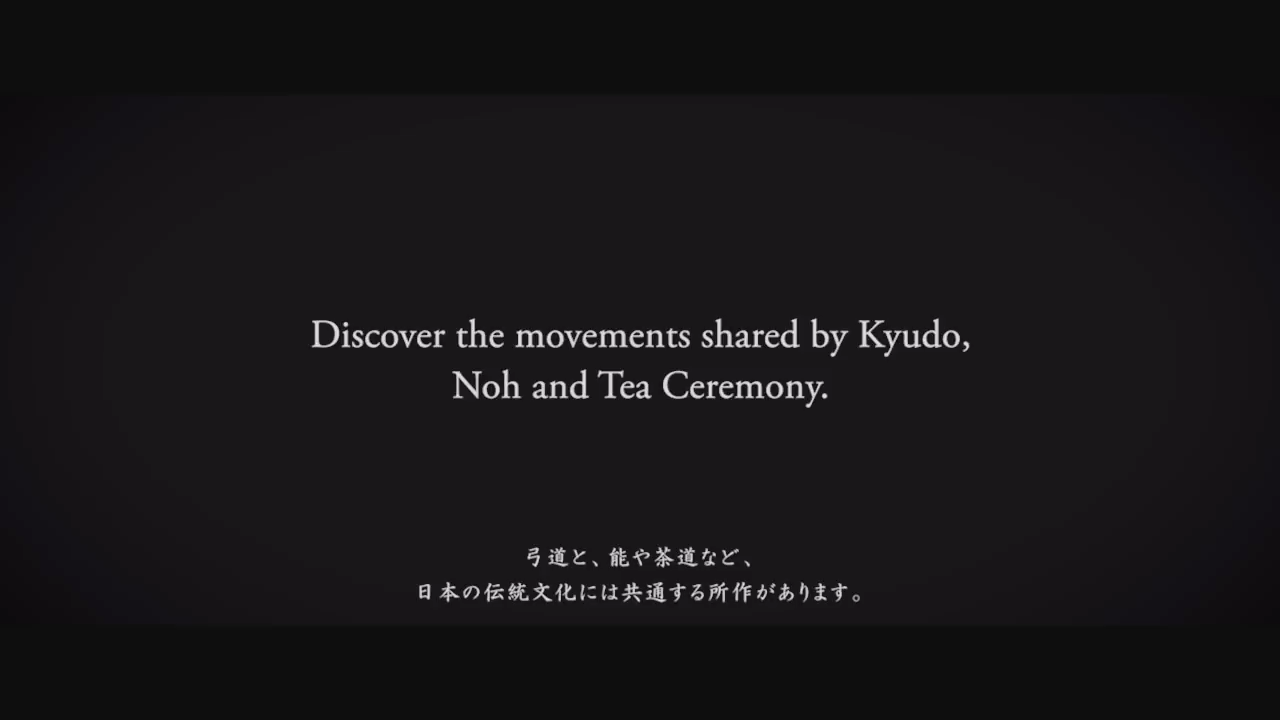 Discover the movements shared by Kyudo,
Noh and Tea Ceremony.
弓道と、能や茶道など、
日本の伝統文化には共通する所作があります。